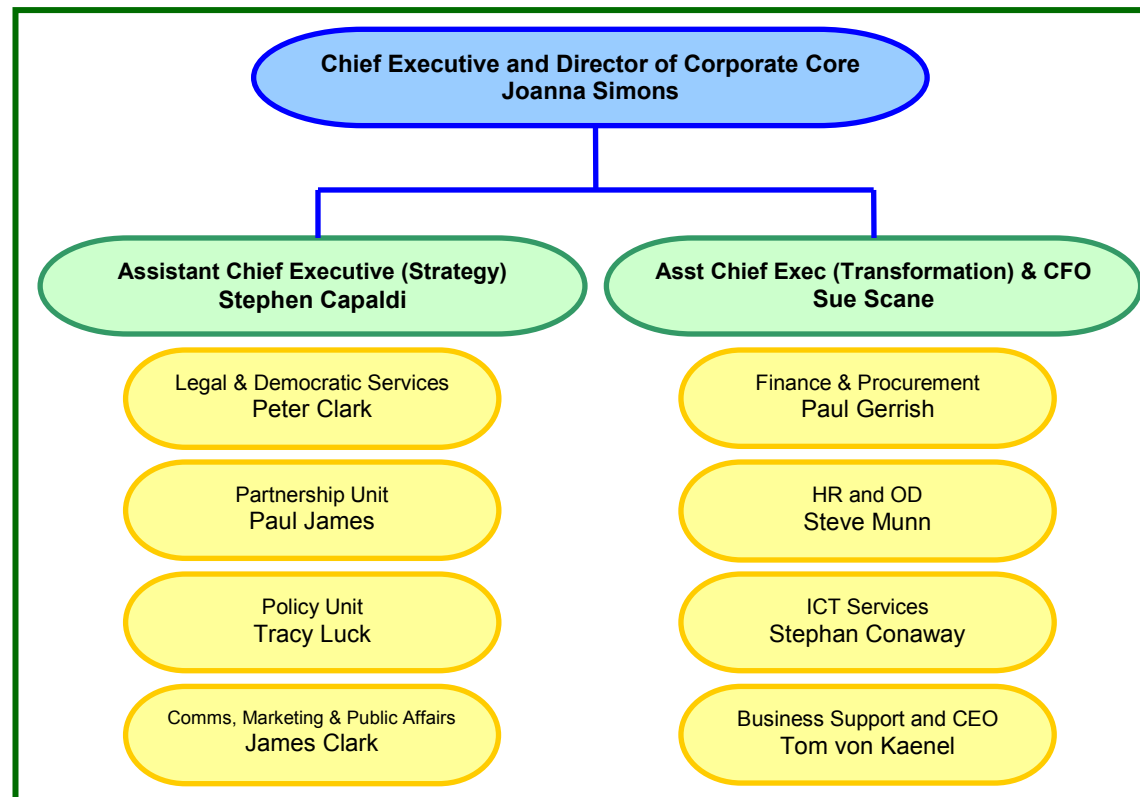 Chief Executive and Director of Corporate Core
Joanna Simons
Assistant Chief Executive (Strategy)
Stephen Capaldi
Asst Chief Exec (Transformation) & CFO
Sue Scane
Legal & Democratic Services
Peter Clark
Finance & Procurement
Paul Gerrish
Partnership Unit
Paul James
HR and OD
Steve Munn
Policy Unit
Tracy Luck
ICT Services
Stephan Conaway
Comms, Marketing & Public Affairs
James Clark
Business Support and CEO
Tom von Kaenel